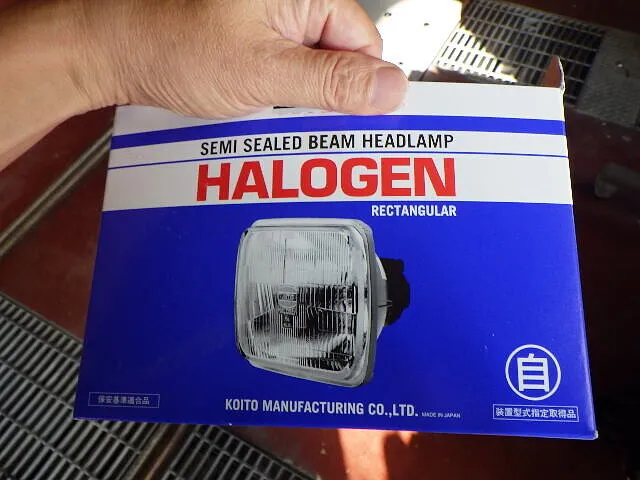 SEMI SEALED BEAM HEADLAMP
HALOGEN
RECTANGULAR
自
保安基準適合品
KOITO MANUFACTURING CO.,LTD. MADE IN JAPAN
装置型式指定取得品